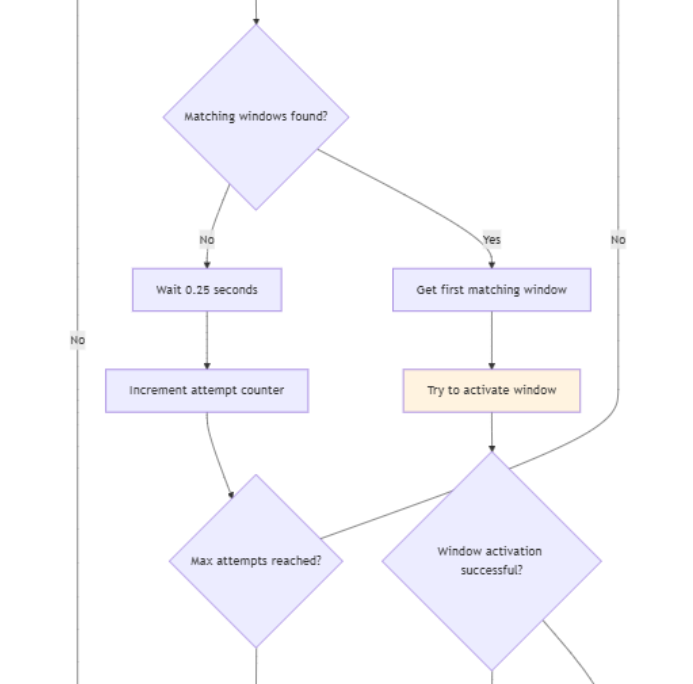 Matching windows found?
No
Yes
No
Wait 0.25 seconds
Get first matching window
No
Increment attempt counter
Try to activate window
Max attempts reached?
Window activation
successful?